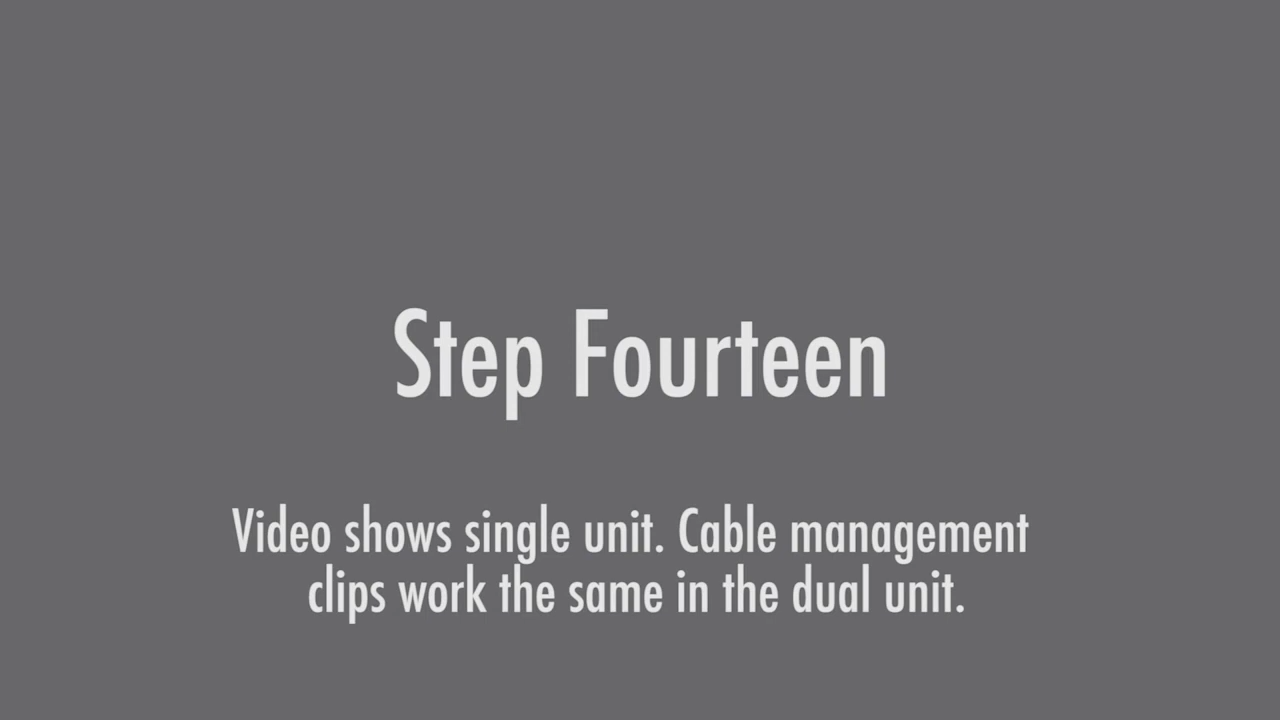 Step Fourteen
Video shows single unit. Cable management
clips work the same in the dual unit.